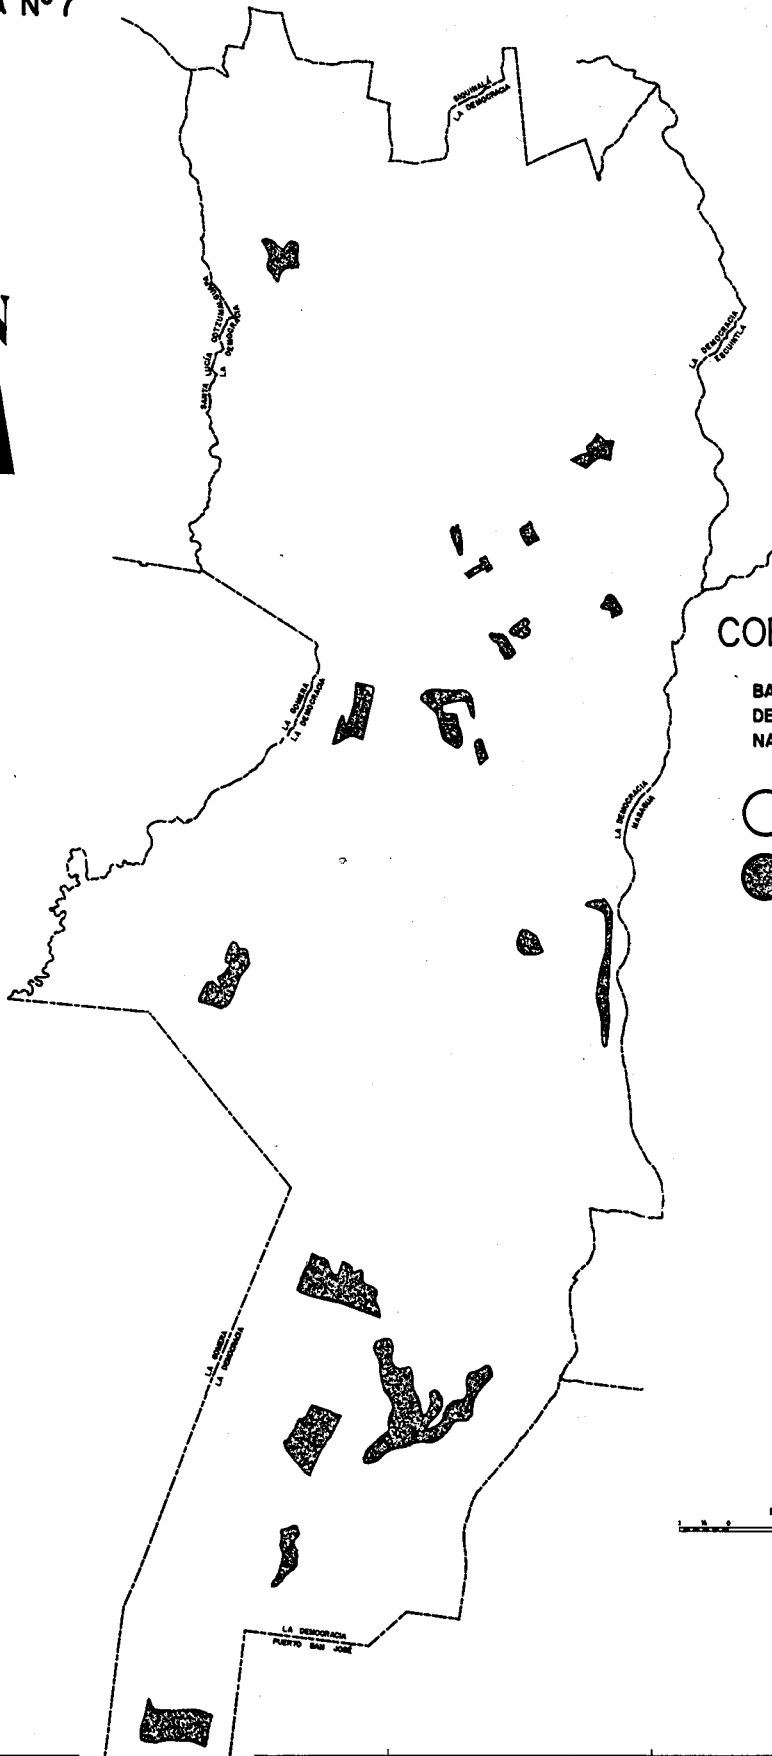 A Nº 7
SIQUINALÁ
LA DEMOCRACIA
N
SANTA LUCÍA COTZUMALGUAPA
LA DEMOCRACIA
LA DEMOCRACIA
ESCUINTLA
COB
LA GOMERA
LA DEMOCRACIA
BA
DE
NA
LA DEMOCRACIA
MASAGUA
LA GOMERA
LA DEMOCRACIA
LA DEMOCRACIA
PUERTO SAN JOSÉ